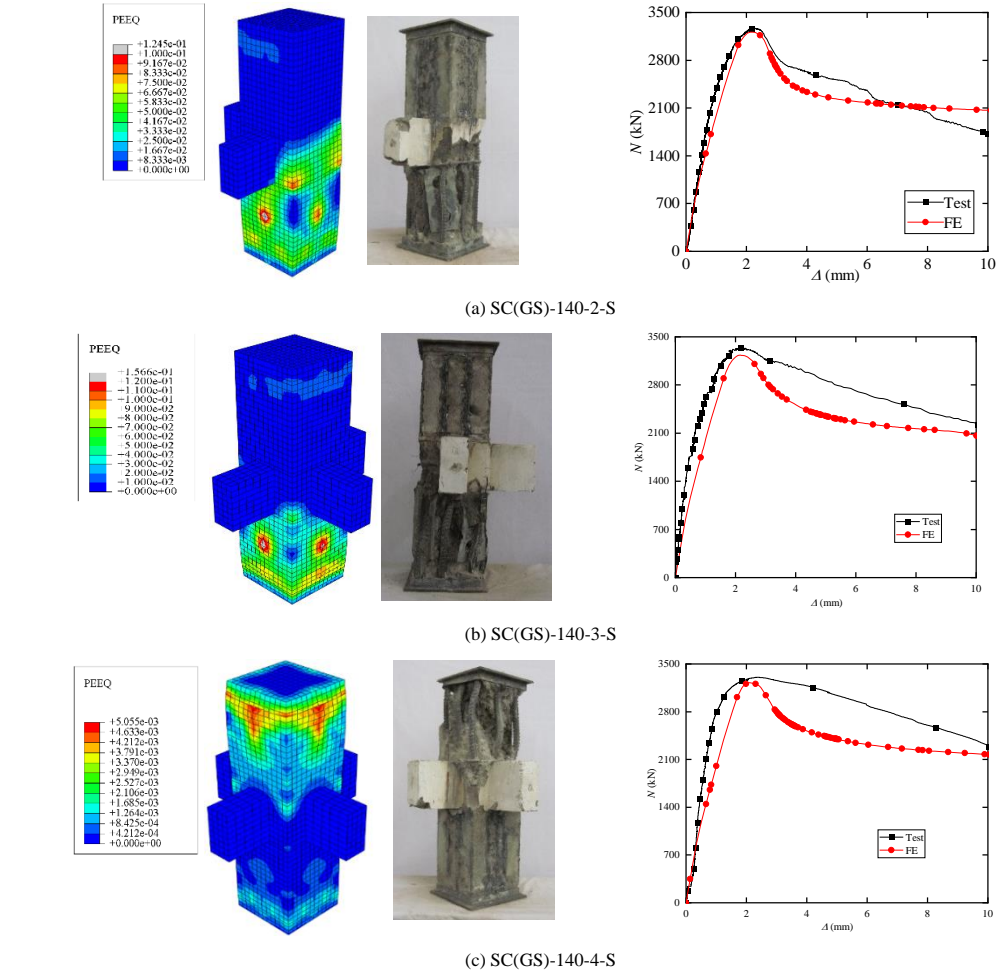 PEEQ
+1.245e-01
+1.000e-01
+9.167e-02
+8.333e-02
+7.500e-02
+6.667e-02
+5.833e-02
+5.000e-02
+4.167e-02
+3.333e-02
+2.500e-02
+1.667e-02
+8.333e-03
+0.000e+00
3500
2800
2100
1400
700
0
N (kN)
Test
FE
0 2 4 6 8 10
Δ (mm)
(a) SC(GS)-140-2-S
PEEQ
+1.566e-01
+1.200e-01
+1.100e-01
+1.000e-01
+9.000e-02
+8.000e-02
+7.000e-02
+6.000e-02
+5.000e-02
+4.000e-02
+3.000e-02
+2.000e-02
+1.000e-02
+0.000e+00
3500
2800
2100
1400
700
0
N (kN)
Test
FE
0 2 4 6 8 10
Δ (mm)
(b) SC(GS)-140-3-S
PEEQ
+5.055e-03
+4.633e-03
+4.212e-03
+3.791e-03
+3.370e-03
+2.949e-03
+2.527e-03
+2.106e-03
+1.685e-03
+1.264e-03
+8.425e-04
+4.212e-04
+0.000e+00
3500
2800
2100
1400
700
0
N (kN)
Test
FE
0 2 4 6 8 10
Δ (mm)
(c) SC(GS)-140-4-S